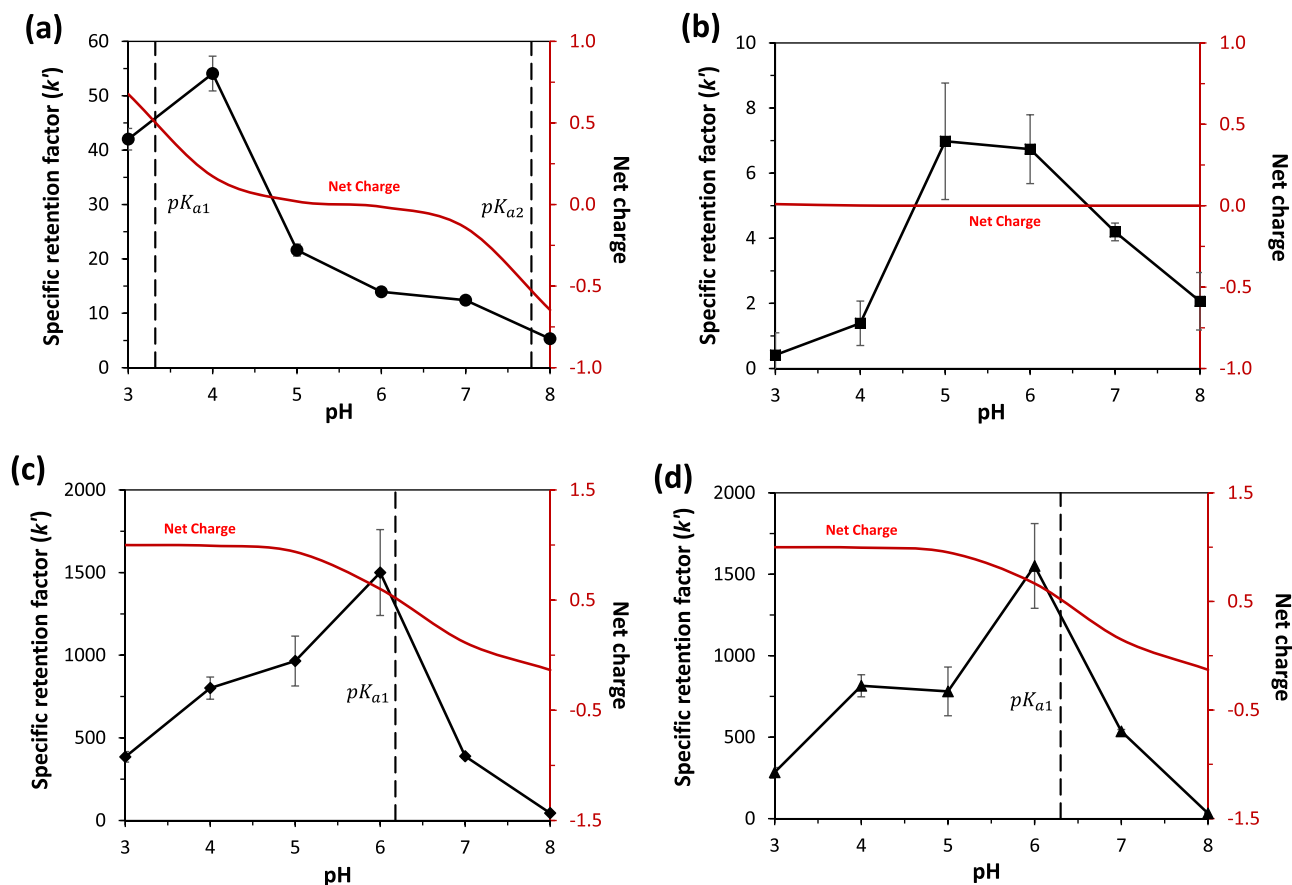 (a)
Specific retention factor (k')
60
50
40
30
20
10
0
3 4 5 6 7 8
pH
1.0
0.5
0.0
-0.5
-1.0
Net charge
Net Charge
pKa1
pKa2
(b)
Specific retention factor (k')
10
8
6
4
2
0
3 4 5 6 7 8
pH
1.0
0.5
0.0
-0.5
-1.0
Net charge
Net Charge
(c)
Specific retention factor (k')
2000
1500
1000
500
0
3 4 5 6 7 8
pH
1.5
0.5
-0.5
-1.5
Net charge
Net Charge
pKa1
(d)
Specific retention factor (k')
2000
1500
1000
500
0
3 4 5 6 7 8
pH
1.5
0.5
-0.5
-1.5
Net charge
Net Charge
pKa1